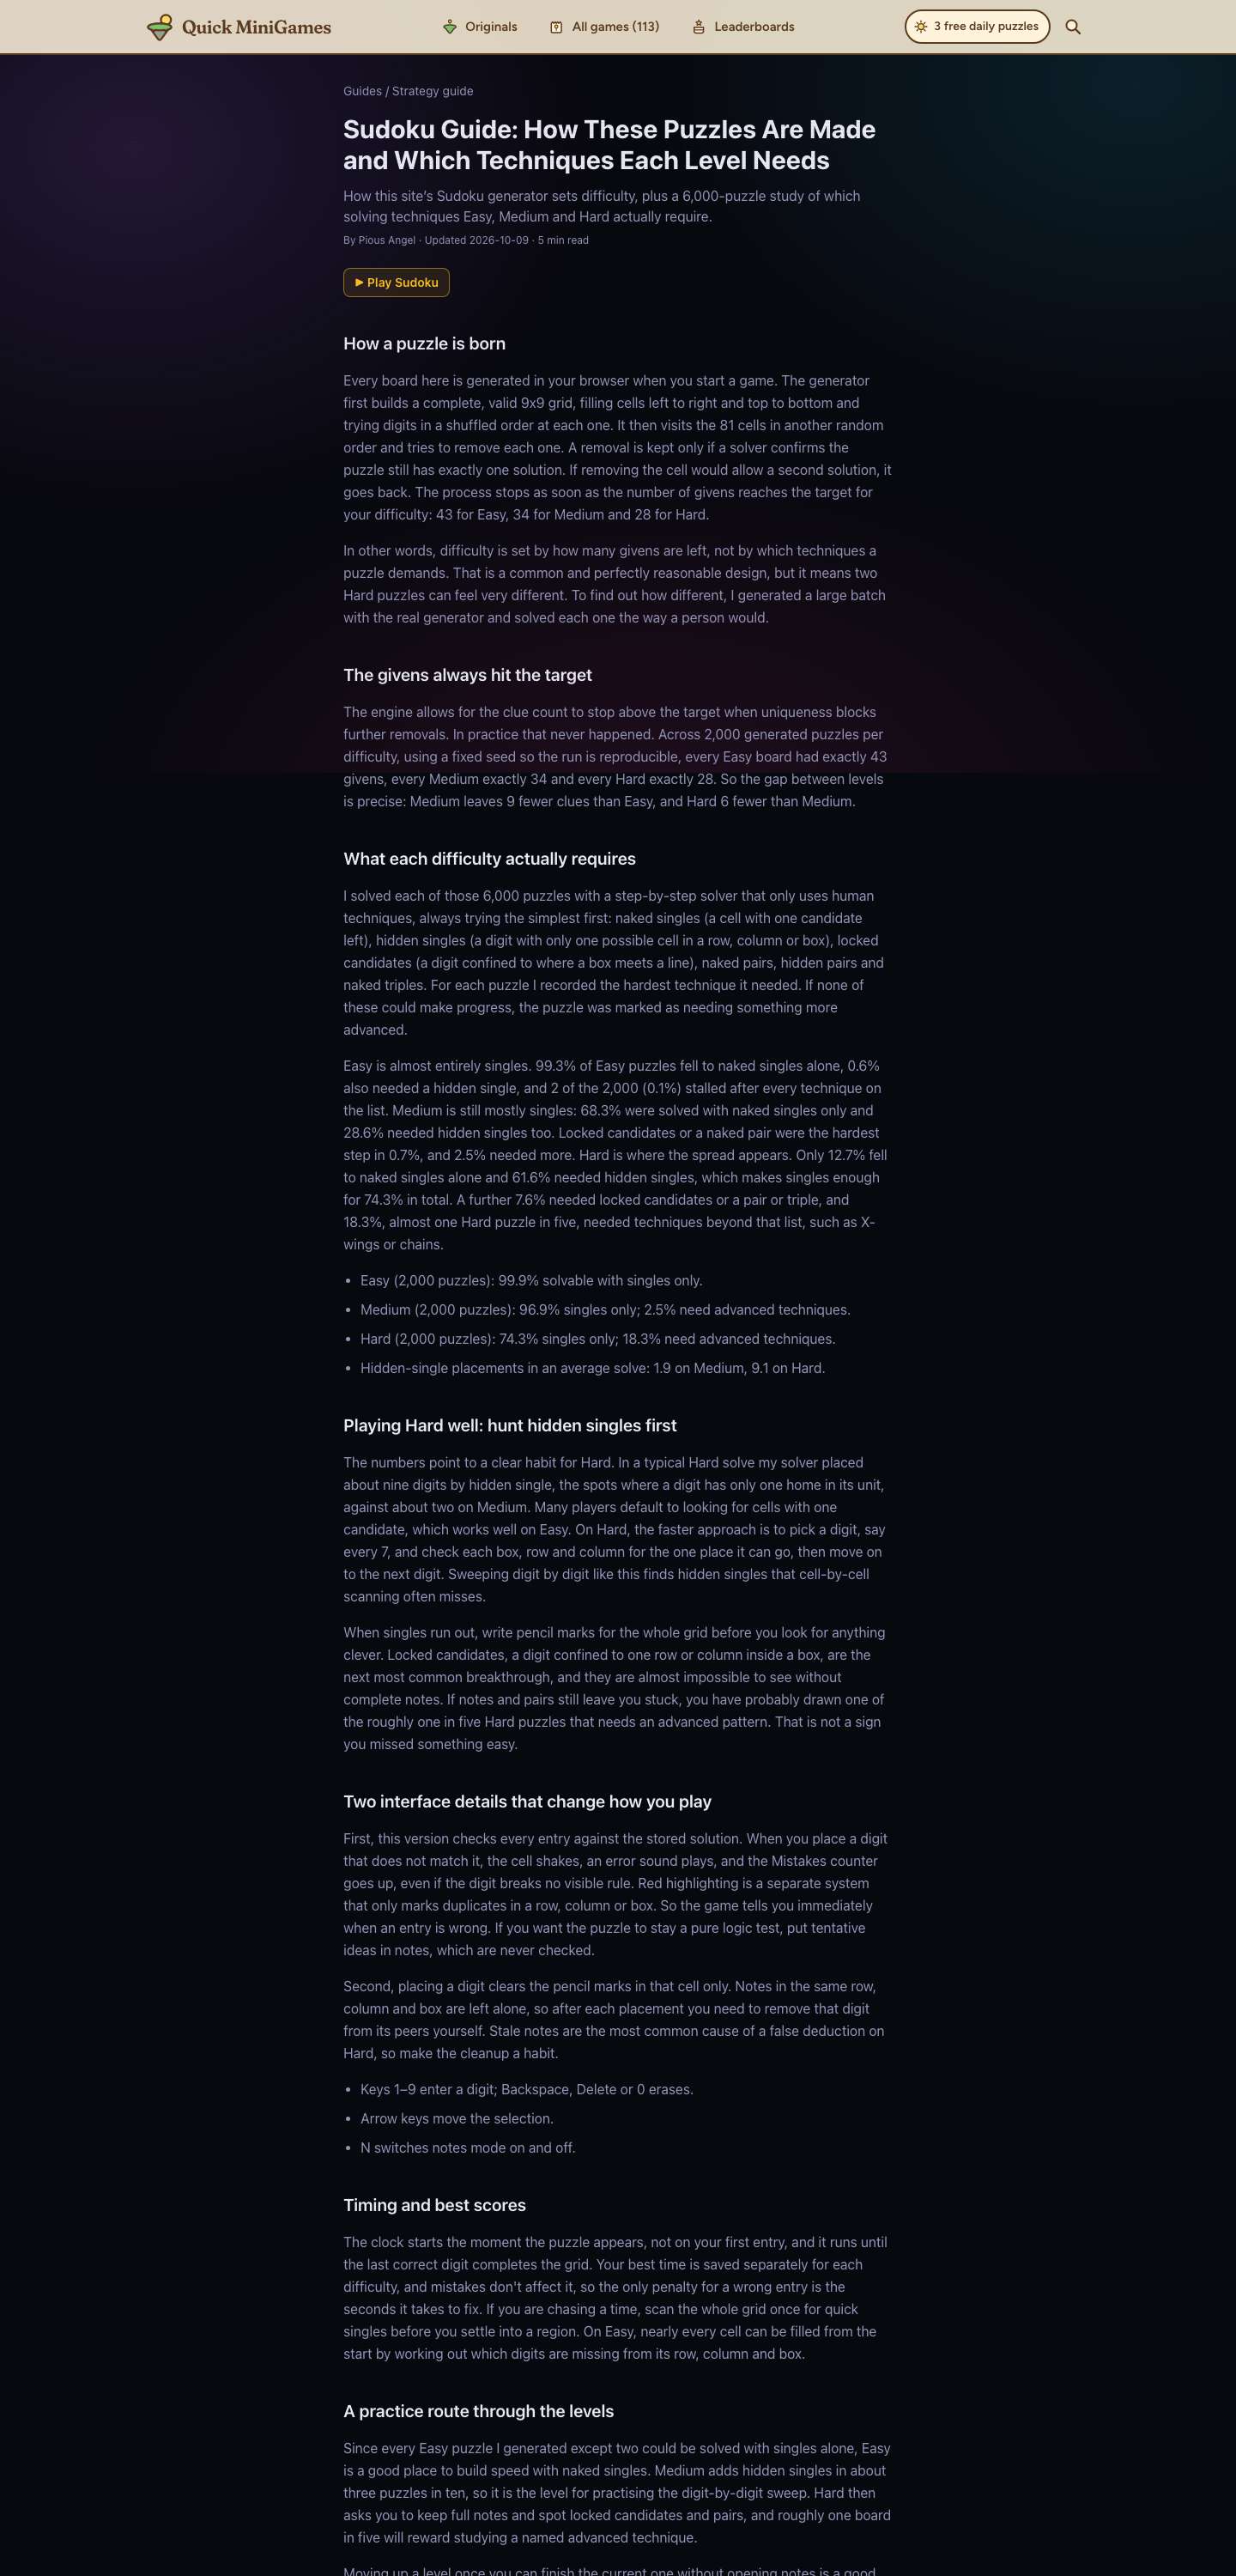 Quick MiniGames
Originals
All games (113)
Leaderboards
3 free daily puzzles
Guides / Strategy guide
Sudoku Guide: How These Puzzles Are Made
and Which Techniques Each Level Needs
How this site's Sudoku generator sets difficulty, plus a 6,000-puzzle study of which
solving techniques Easy, Medium and Hard actually require.
By Pious Angel · Updated 2026-10-09 · 5 min read
Play Sudoku
How a puzzle is born
Every board here is generated in your browser when you start a game. The generator
first builds a complete, valid 9x9 grid, filling cells left to right and top to bottom and
trying digits in a shuffled order at each one. It then visits the 81 cells in another random
order and tries to remove each one. A removal is kept only if a solver confirms the
puzzle still has exactly one solution. If removing the cell would allow a second solution, it
goes back. The process stops as soon as the number of givens reaches the target for
your difficulty: 43 for Easy, 34 for Medium and 28 for Hard.
In other words, difficulty is set by how many givens are left, not by which techniques a
puzzle demands. That is a common and perfectly reasonable design, but it means two
Hard puzzles can feel very different. To find out how different, I generated a large batch
with the real generator and solved each one the way a person would.
The givens always hit the target
The engine allows for the clue count to stop above the target when uniqueness blocks
further removals. In practice that never happened. Across 2,000 generated puzzles per
difficulty, using a fixed seed so the run is reproducible, every Easy board had exactly 43
givens, every Medium exactly 34 and every Hard exactly 28. So the gap between levels
is precise: Medium leaves 9 fewer clues than Easy, and Hard 6 fewer than Medium.
What each difficulty actually requires
I solved each of those 6,000 puzzles with a step-by-step solver that only uses human
techniques, always trying the simplest first: naked singles (a cell with one candidate
left), hidden singles (a digit with only one possible cell in a row, column or box), locked
candidates (a digit confined to where a box meets a line), naked pairs, hidden pairs and
naked triples. For each puzzle I recorded the hardest technique it needed. If none of
these could make progress, the puzzle was marked as needing something more
advanced.
Easy is almost entirely singles. 99.3% of Easy puzzles fell to naked singles alone, 0.6%
also needed a hidden single, and 2 of the 2,000 (0.1%) stalled after every technique on
the list. Medium is still mostly singles: 68.3% were solved with naked singles only and
28.6% needed hidden singles too. Locked candidates or a naked pair were the hardest
step in 0.7%, and 2.5% needed more. Hard is where the spread appears. Only 12.7% fell
to naked singles alone and 61.6% needed hidden singles, which makes singles enough
for 74.3% in total. A further 7.6% needed locked candidates or a pair or triple, and
18.3%, almost one Hard puzzle in five, needed techniques beyond that list, such as X-
wings or chains.
• Easy (2,000 puzzles): 99.9% solvable with singles only.
• Medium (2,000 puzzles): 96.9% singles only; 2.5% need advanced techniques.
• Hard (2,000 puzzles): 74.3% singles only; 18.3% need advanced techniques.
• Hidden-single placements in an average solve: 1.9 on Medium, 9.1 on Hard.
Playing Hard well: hunt hidden singles first
The numbers point to a clear habit for Hard. In a typical Hard solve my solver placed
about nine digits by hidden single, the spots where a digit has only one home in its unit,
against about two on Medium. Many players default to looking for cells with one
candidate, which works well on Easy. On Hard, the faster approach is to pick a digit, say
every 7, and check each box, row and column for the one place it can go, then move on
to the next digit. Sweeping digit by digit like this finds hidden singles that cell-by-cell
scanning often misses.
When singles run out, write pencil marks for the whole grid before you look for anything
clever. Locked candidates, a digit confined to one row or column inside a box, are the
next most common breakthrough, and they are almost impossible to see without
complete notes. If notes and pairs still leave you stuck, you have probably drawn one of
the roughly one in five Hard puzzles that needs an advanced pattern. That is not a sign
you missed something easy.
Two interface details that change how you play
First, this version checks every entry against the stored solution. When you place a digit
that does not match it, the cell shakes, an error sound plays, and the Mistakes counter
goes up, even if the digit breaks no visible rule. Red highlighting is a separate system
that only marks duplicates in a row, column or box. So the game tells you immediately
when an entry is wrong. If you want the puzzle to stay a pure logic test, put tentative
ideas in notes, which are never checked.
Second, placing a digit clears the pencil marks in that cell only. Notes in the same row,
column and box are left alone, so after each placement you need to remove that digit
from its peers yourself. Stale notes are the most common cause of a false deduction on
Hard, so make the cleanup a habit.
• Keys 1–9 enter a digit; Backspace, Delete or 0 erases.
• Arrow keys move the selection.
• N switches notes mode on and off.
Timing and best scores
The clock starts the moment the puzzle appears, not on your first entry, and it runs until
the last correct digit completes the grid. Your best time is saved separately for each
difficulty, and mistakes don't affect it, so the only penalty for a wrong entry is the
seconds it takes to fix. If you are chasing a time, scan the whole grid once for quick
singles before you settle into a region. On Easy, nearly every cell can be filled from the
start by working out which digits are missing from its row, column and box.
A practice route through the levels
Since every Easy puzzle I generated except two could be solved with singles alone, Easy
is a good place to build speed with naked singles. Medium adds hidden singles in about
three puzzles in ten, so it is the level for practising the digit-by-digit sweep. Hard then
asks you to keep full notes and spot locked candidates and pairs, and roughly one board
in five will reward studying a named advanced technique.
Moving up a level once you can finish the current one without opening notes is a good